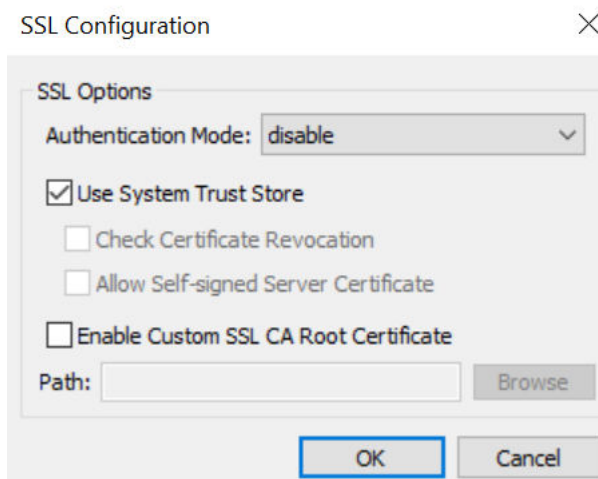 SSL Configuration
SSL Options
Authentication Mode: disable
Use System Trust Store
Check Certificate Revocation
Allow Self-signed Server Certificate
Enable Custom SSL CA Root Certificate
Path: Browse
OK Cancel